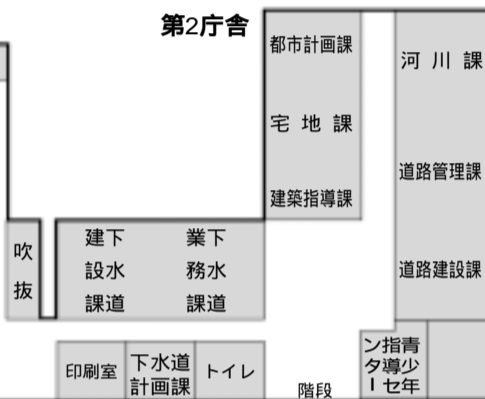 第2庁舎
都市計画課
宅地課
建築指導課
河川課
道路管理課
道路建設課
吹抜
下水道
建設課
下水道
業務課
印刷室
下水道
計画課
トイレ
階段
青少年
指導セ
ンター